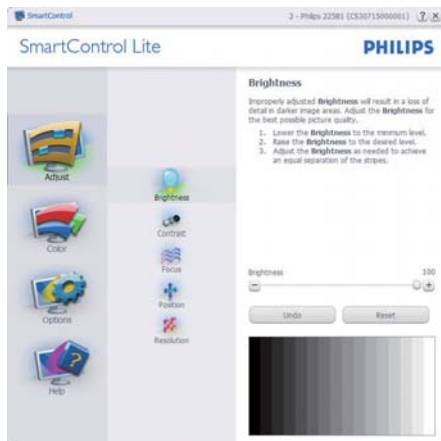 SmartControl
2 - Philips 225B1 (CS30715000001)
SmartControl Lite
PHILIPS
Adjust
Color
Options
Help
Brightness
Contrast
Focus
Position
Resolution
Brightness
Improperly adjusted Brightness will result in a loss of
detail in darker image areas. Adjust the Brightness for
the best possible picture quality.
1. Lower the Brightness to the minimum level.
2. Raise the Brightness to the desired level.
3. Adjust the Brightness as needed to achieve
an equal separation of the stripes.
Brightness 100
Undo Reset